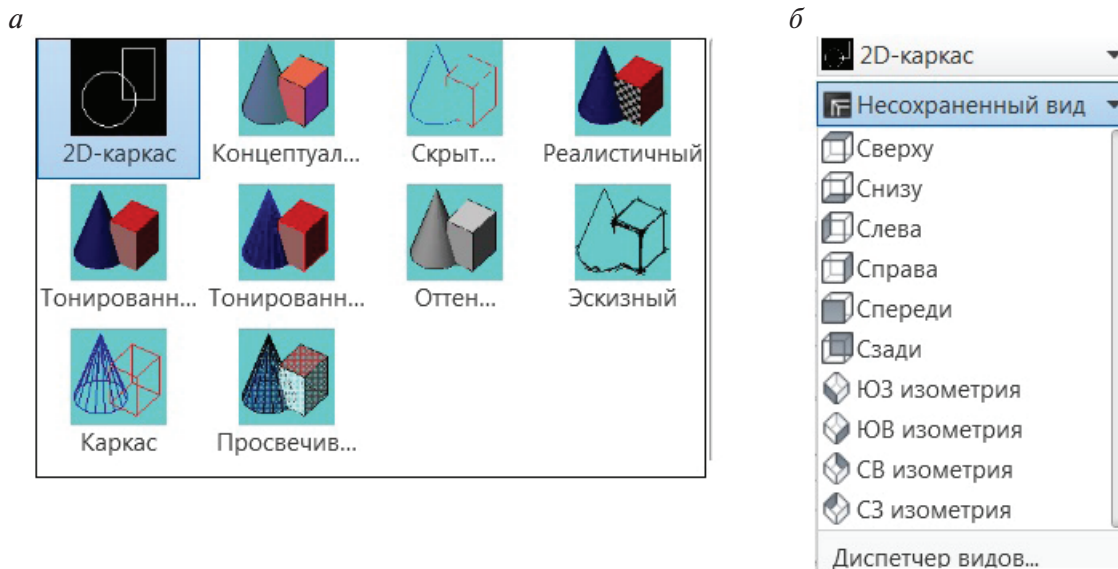 а
2D-каркас Концептуал... Скрыт... Реалистичный
Тонированн... Тонированн... Оттен... Эскизный
Каркас Просвечив...
б
2D-каркас
Несохраненный вид
Сверху
Снизу
Слева
Справа
Спереди
Сзади
ЮЗ изометрия
ЮВ изометрия
СВ изометрия
СЗ изометрия
Диспетчер видов...